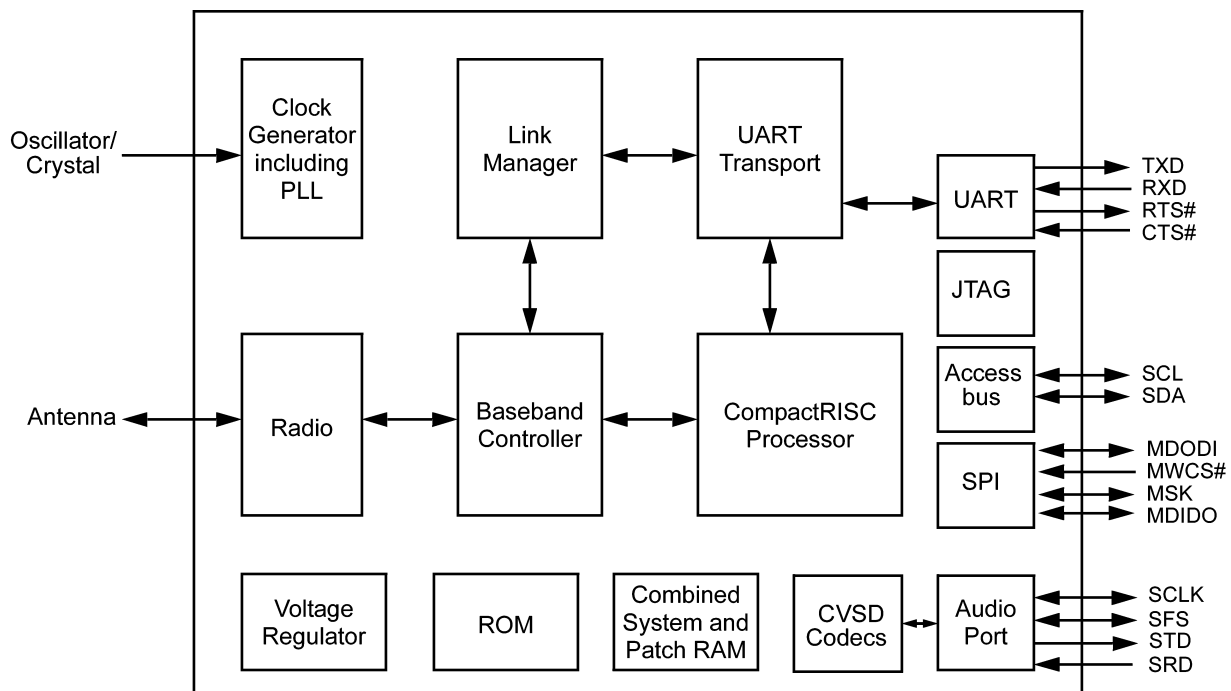 Oscillator/
Crystal
Clock
Generator
including
PLL
Link
Manager
UART
Transport
UART
TXD
RXD
RTS#
CTS#
JTAG
Antenna
Radio
Baseband
Controller
CompactRISC
Processor
Access
bus
SCL
SDA
SPI
MDODI
MWCS#
MSK
MDIDO
Voltage
Regulator
ROM
Combined
System and
Patch RAM
CVSD
Codecs
Audio
Port
SCLK
SFS
STD
SRD